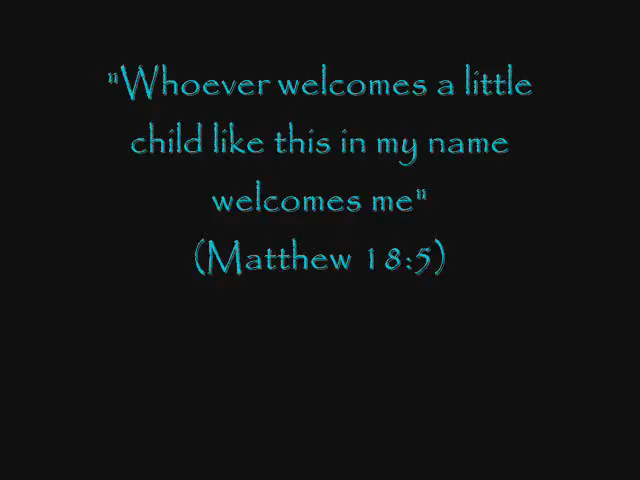 "Whoever welcomes a little
child like this in my name
welcomes me"
(Matthew 18:5)